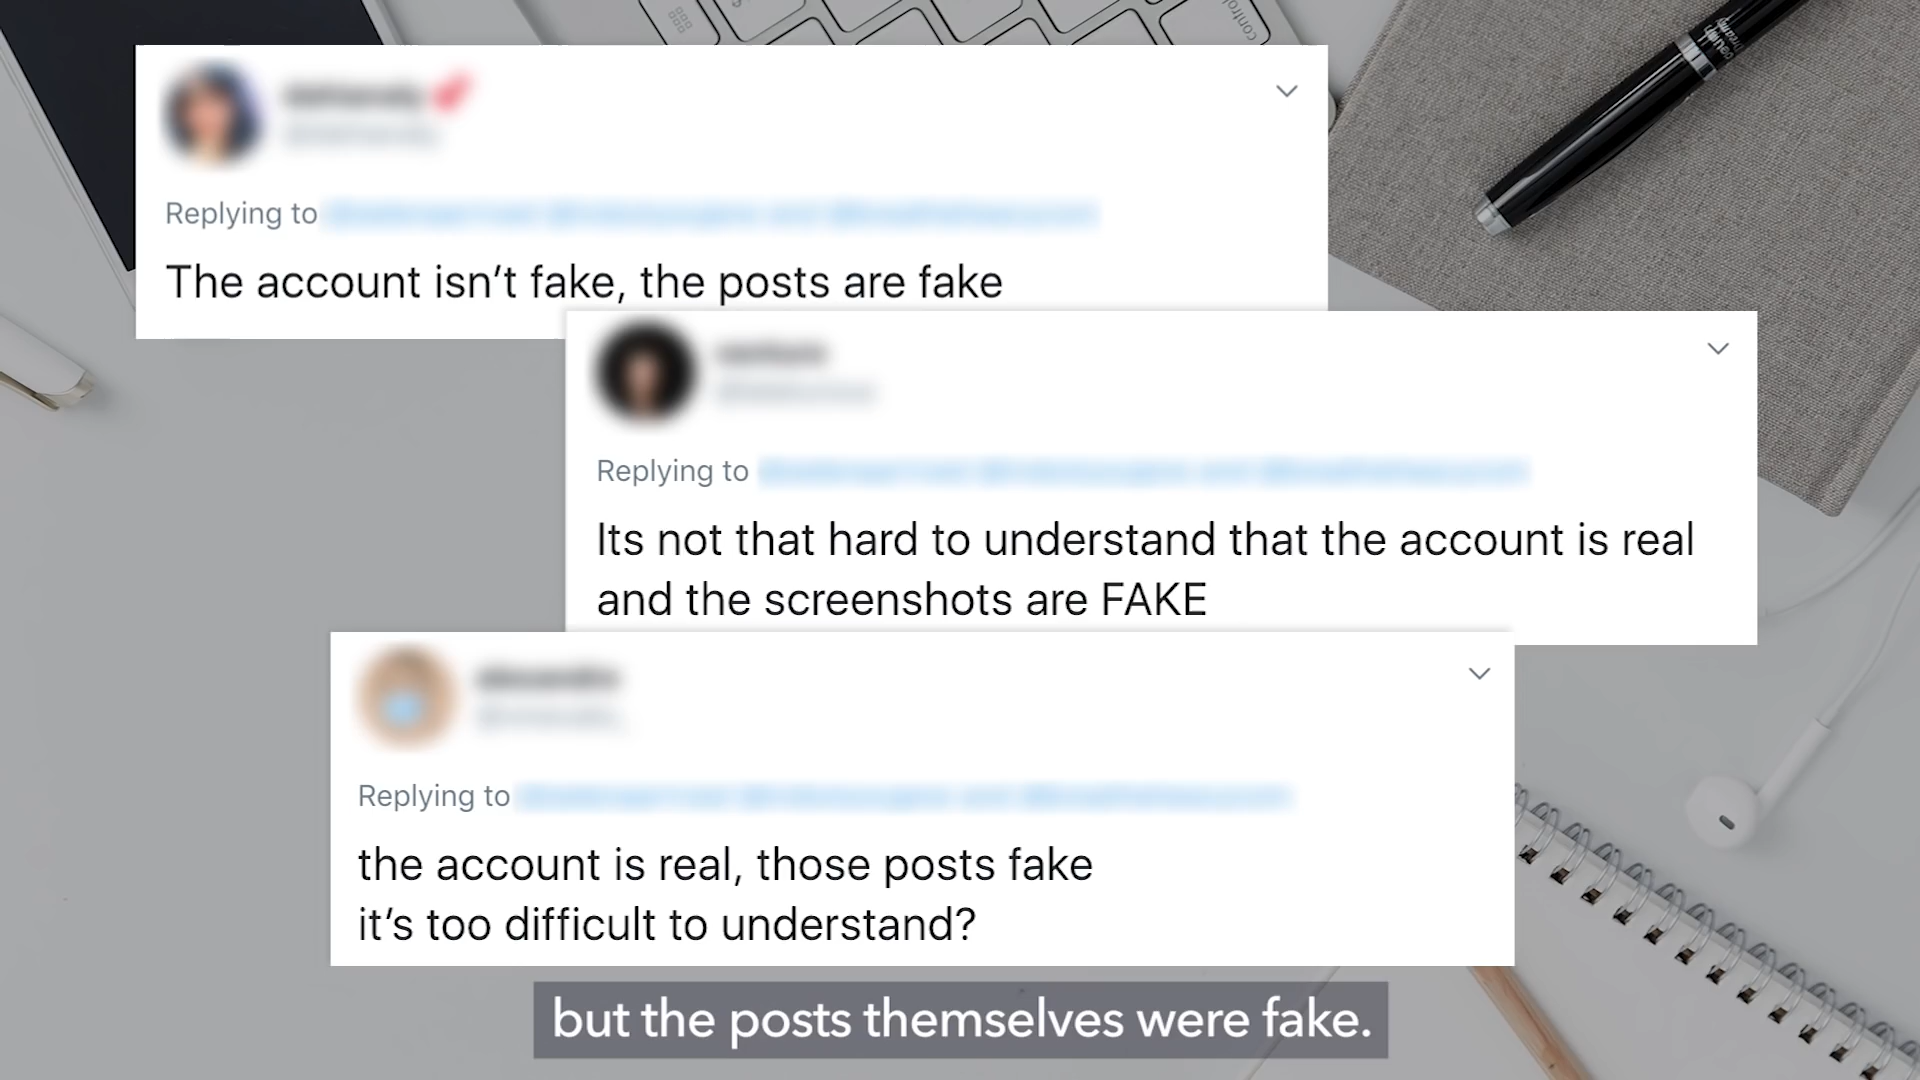 control
Replying to
The account isn’t fake, the posts are fake
Replying to
Its not that hard to understand that the account is real
and the screenshots are FAKE
Replying to
the account is real, those posts fake
it’s too difficult to understand?
but the posts themselves were fake.